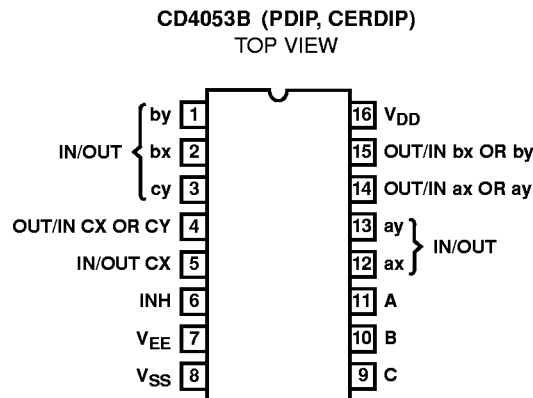 CD4053B (PDIP, CERDIP)
TOP VIEW
by 1 16 VDD
IN/OUT bx 2 15 OUT/IN bx OR by
cy 3 14 OUT/IN ax OR ay
OUT/IN CX OR CY 4 13 ay
IN/OUT
IN/OUT CX 5 12 ax
INH 6 11 A
VEE 7 10 B
VSS 8 9 C